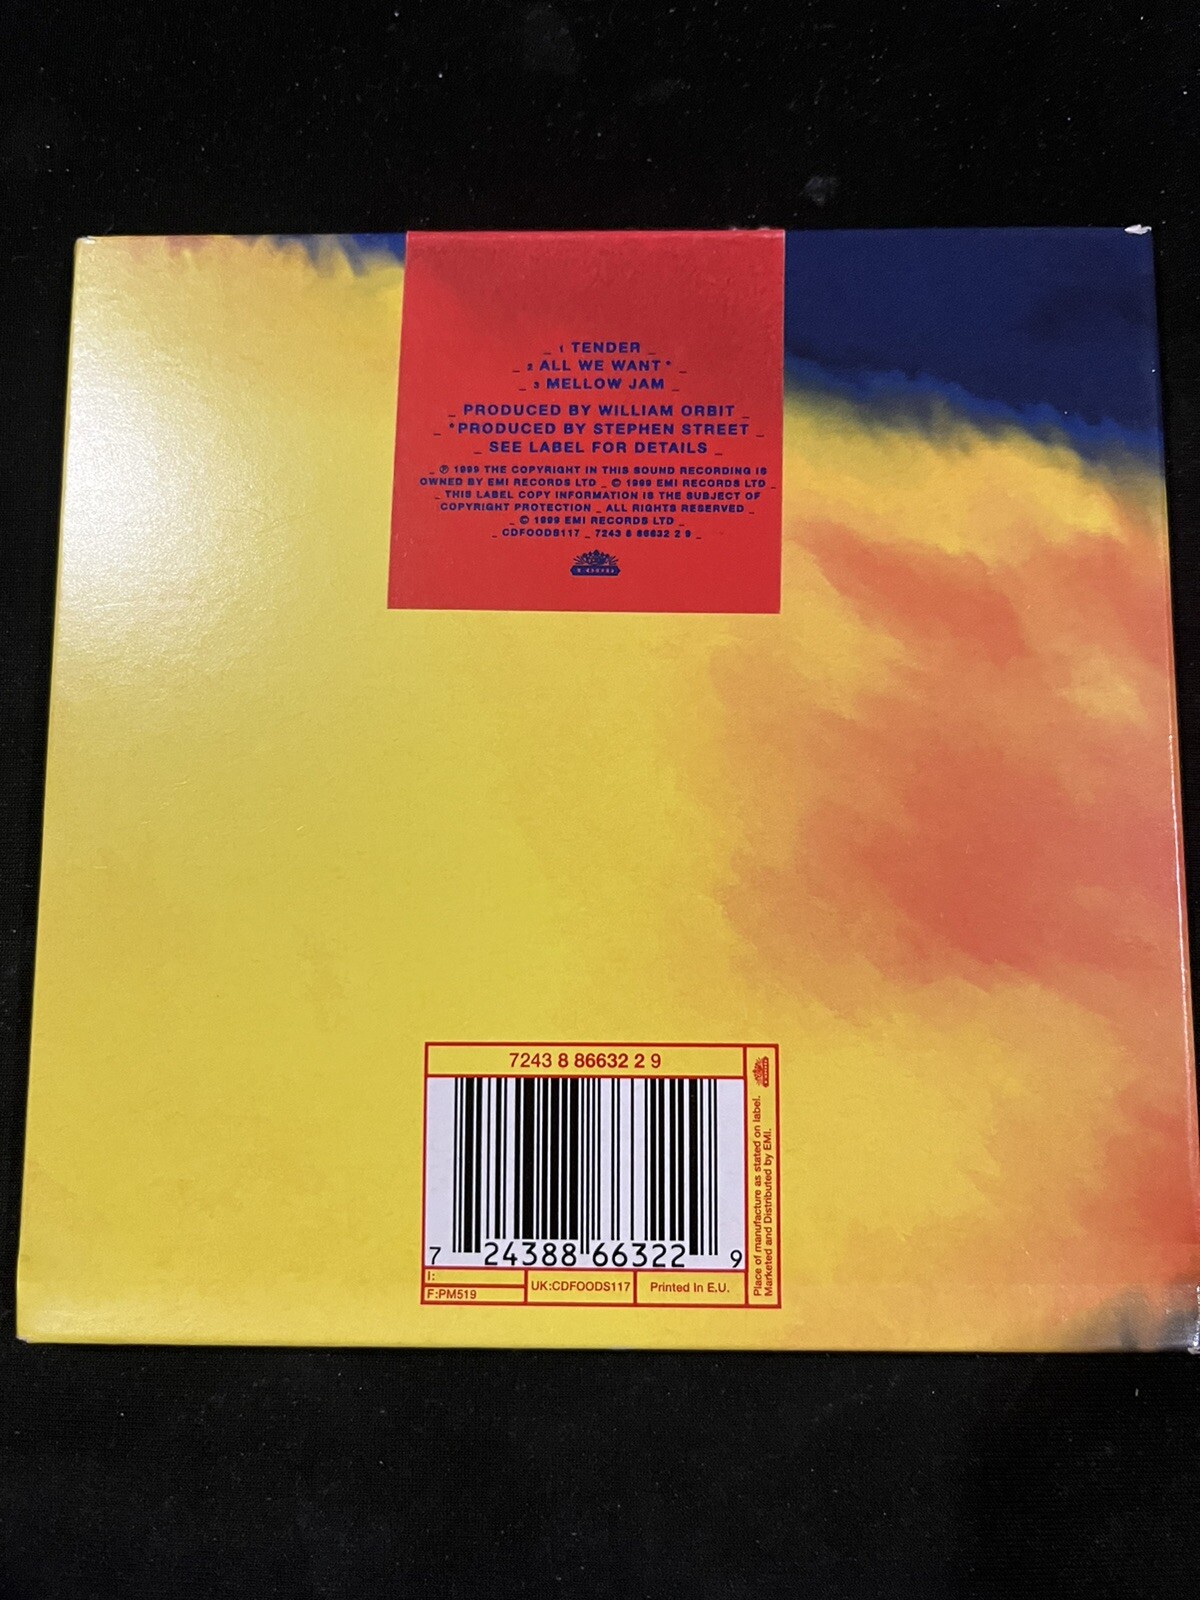 _ 1 TENDER _
_ 2 ALL WE WANT * _
_ 3 MELLOW JAM _
_ PRODUCED BY WILLIAM ORBIT _
_ *PRODUCED BY STEPHEN STREET _
_ SEE LABEL FOR DETAILS _
_ ℗ 1999 THE COPYRIGHT IN THIS SOUND RECORDING IS
OWNED BY EMI RECORDS LTD _ © 1999 EMI RECORDS LTD _
_ THIS LABEL COPY INFORMATION IS THE SUBJECT OF
COPYRIGHT PROTECTION _ ALL RIGHTS RESERVED _
_ © 1999 EMI RECORDS LTD _
_ CDFOODS117 _ 7243 8 86632 2 9 _
7243 8 86632 2 9
7 24388 66322 9
I:
F:PM519
UK:CDFOODS117
Printed In E.U.
Place of manufacture as stated on label.
Marketed and Distributed by EMI.